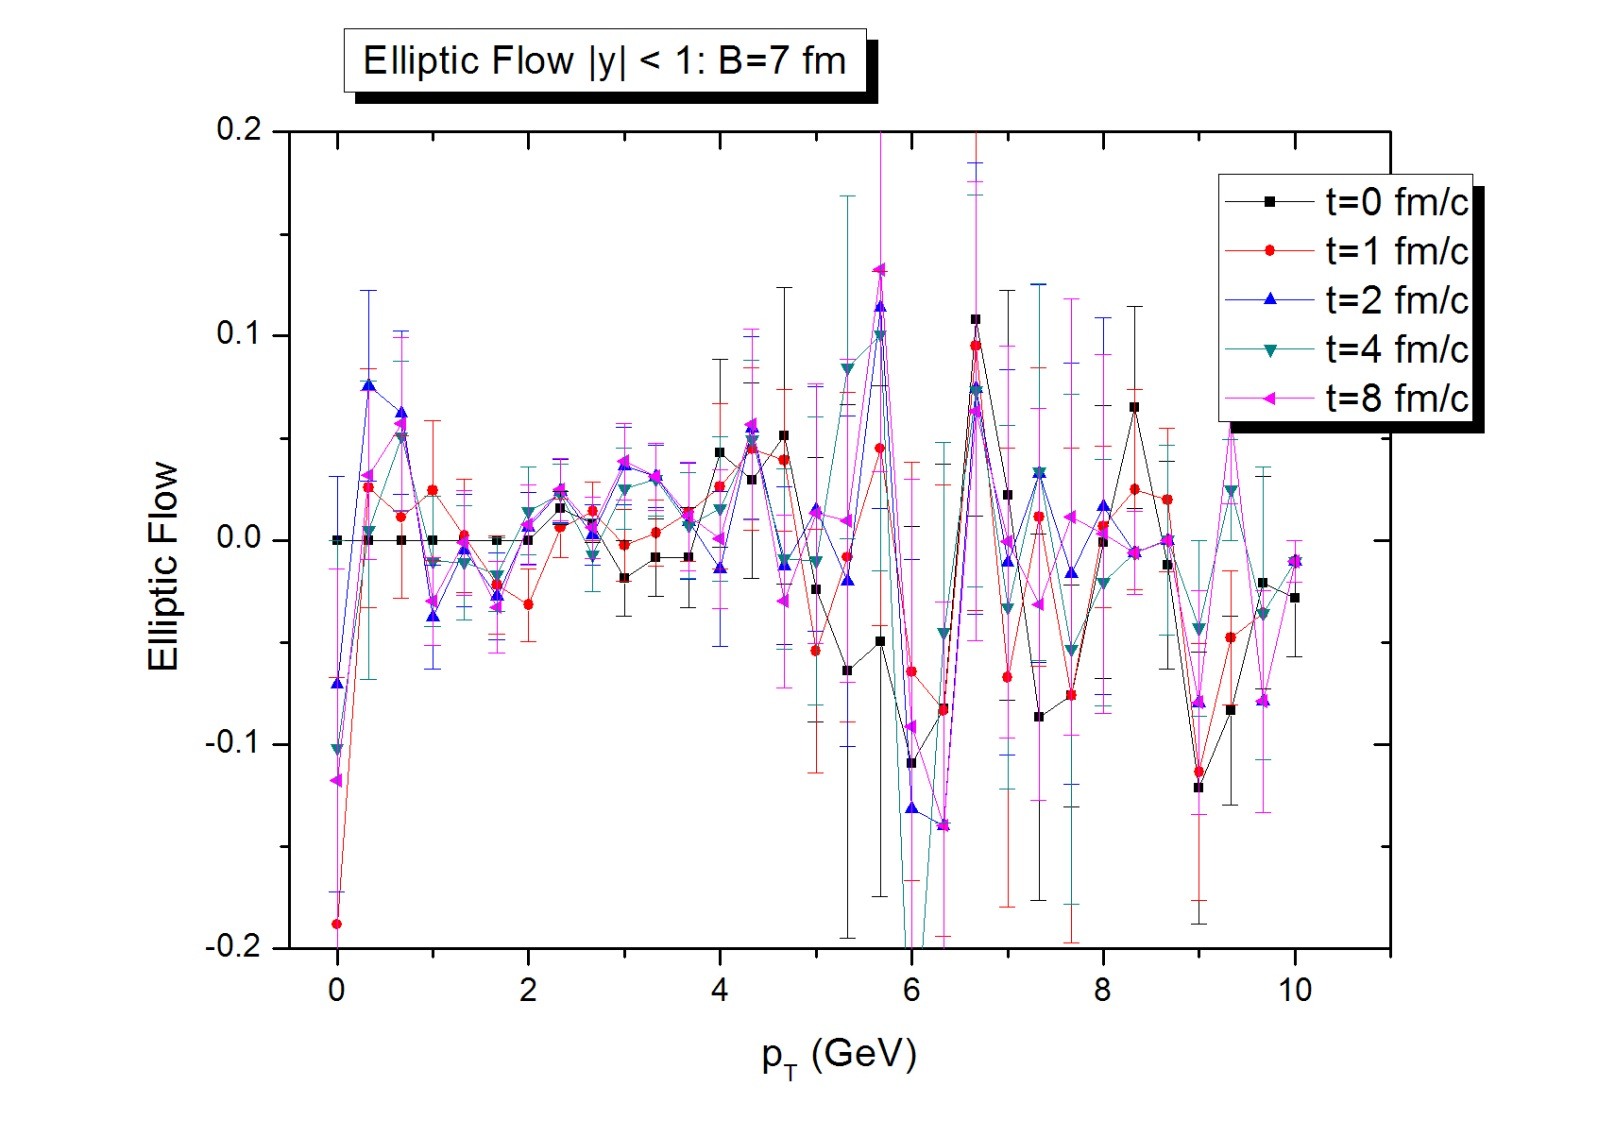 Elliptic Flow |y| < 1: B=7 fm
0.2
0.1
0.0
-0.1
-0.2
Elliptic Flow
0 2 4 6 8 10
pT (GeV)
t=0 fm/c
t=1 fm/c
t=2 fm/c
t=4 fm/c
t=8 fm/c